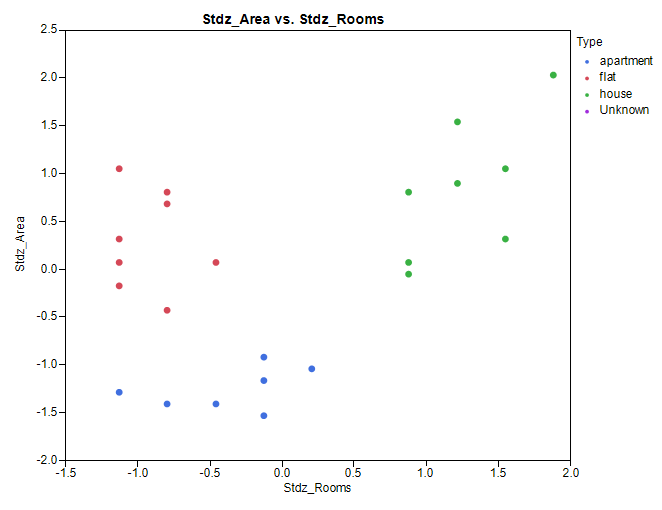 Stdz_Area vs. Stdz_Rooms
Type
apartment
flat
house
Unknown
Stdz_Area
2.5
2.0
1.5
1.0
0.5
0.0
-0.5
-1.0
-1.5
-2.0
-1.5 -1.0 -0.5 0.0 0.5 1.0 1.5 2.0
Stdz_Rooms